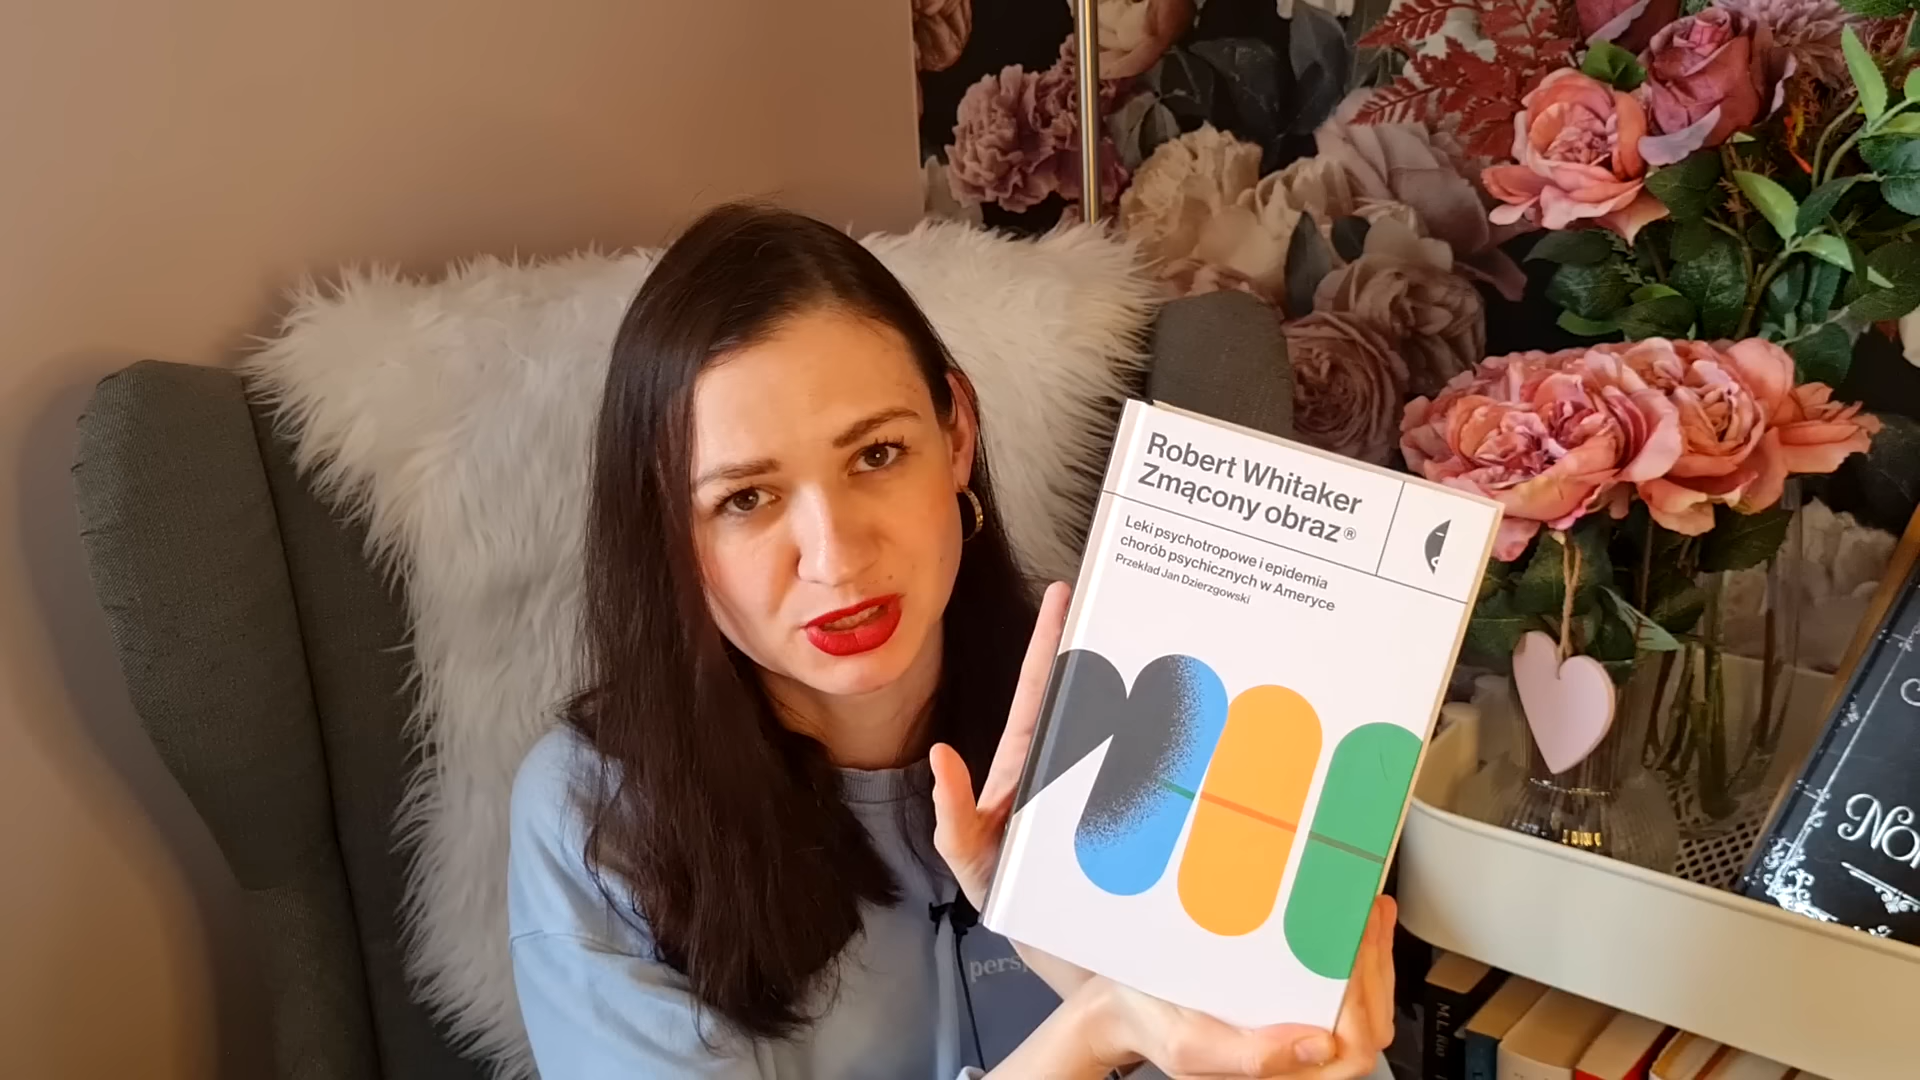 Robert Whitaker
Zmącony obraz®
Leki psychotropowe i epidemia
chorób psychicznych w Ameryce
Przekład Jan Dzierzgowski